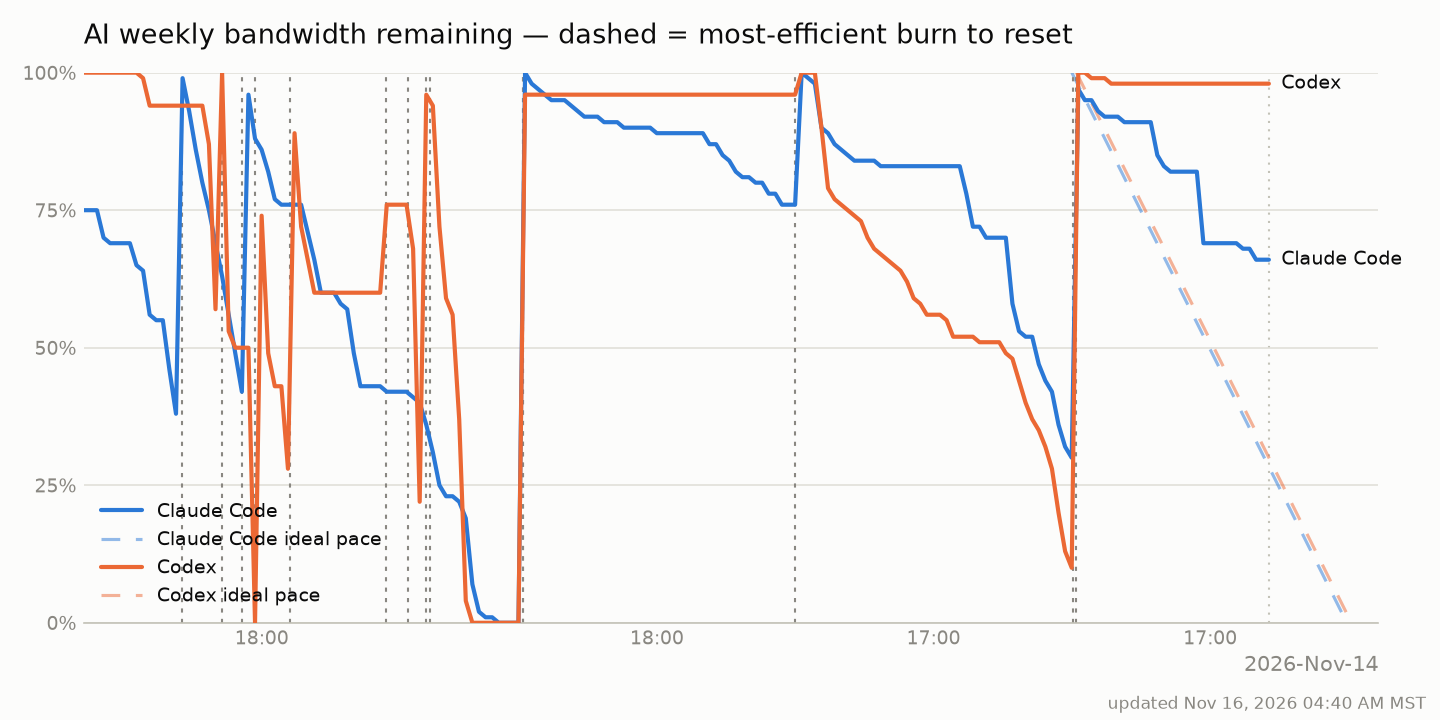 AI weekly bandwidth remaining — dashed = most-efficient burn to reset
100%
75%
50%
25%
0%
Codex
Claude Code
Claude Code
Claude Code ideal pace
Codex
Codex ideal pace
18:00
18:00
17:00
17:00
2026-Nov-14
updated Nov 16, 2026 04:40 AM MST